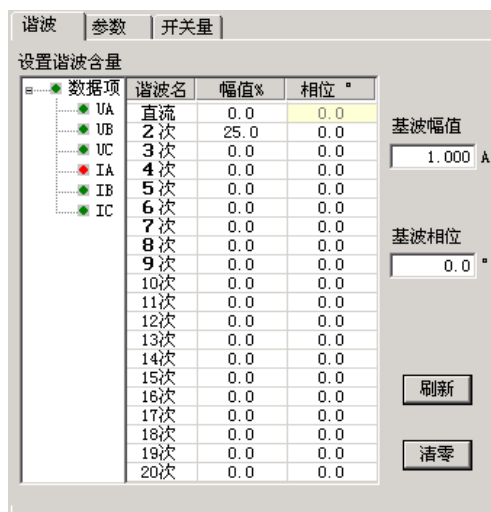 谐波 参数 开关量
设置谐波含量
数据项
UA
UB
UC
IA
IB
IC
谐波名 幅值% 相位 °
直流 0.0 0.0
2次 25.0 0.0
3次 0.0 0.0
4次 0.0 0.0
5次 0.0 0.0
6次 0.0 0.0
7次 0.0 0.0
8次 0.0 0.0
9次 0.0 0.0
10次 0.0 0.0
11次 0.0 0.0
12次 0.0 0.0
13次 0.0 0.0
14次 0.0 0.0
15次 0.0 0.0
16次 0.0 0.0
17次 0.0 0.0
18次 0.0 0.0
19次 0.0 0.0
20次 0.0 0.0
基波幅值
1.000 A
基波相位
0.0 °
刷新
清零